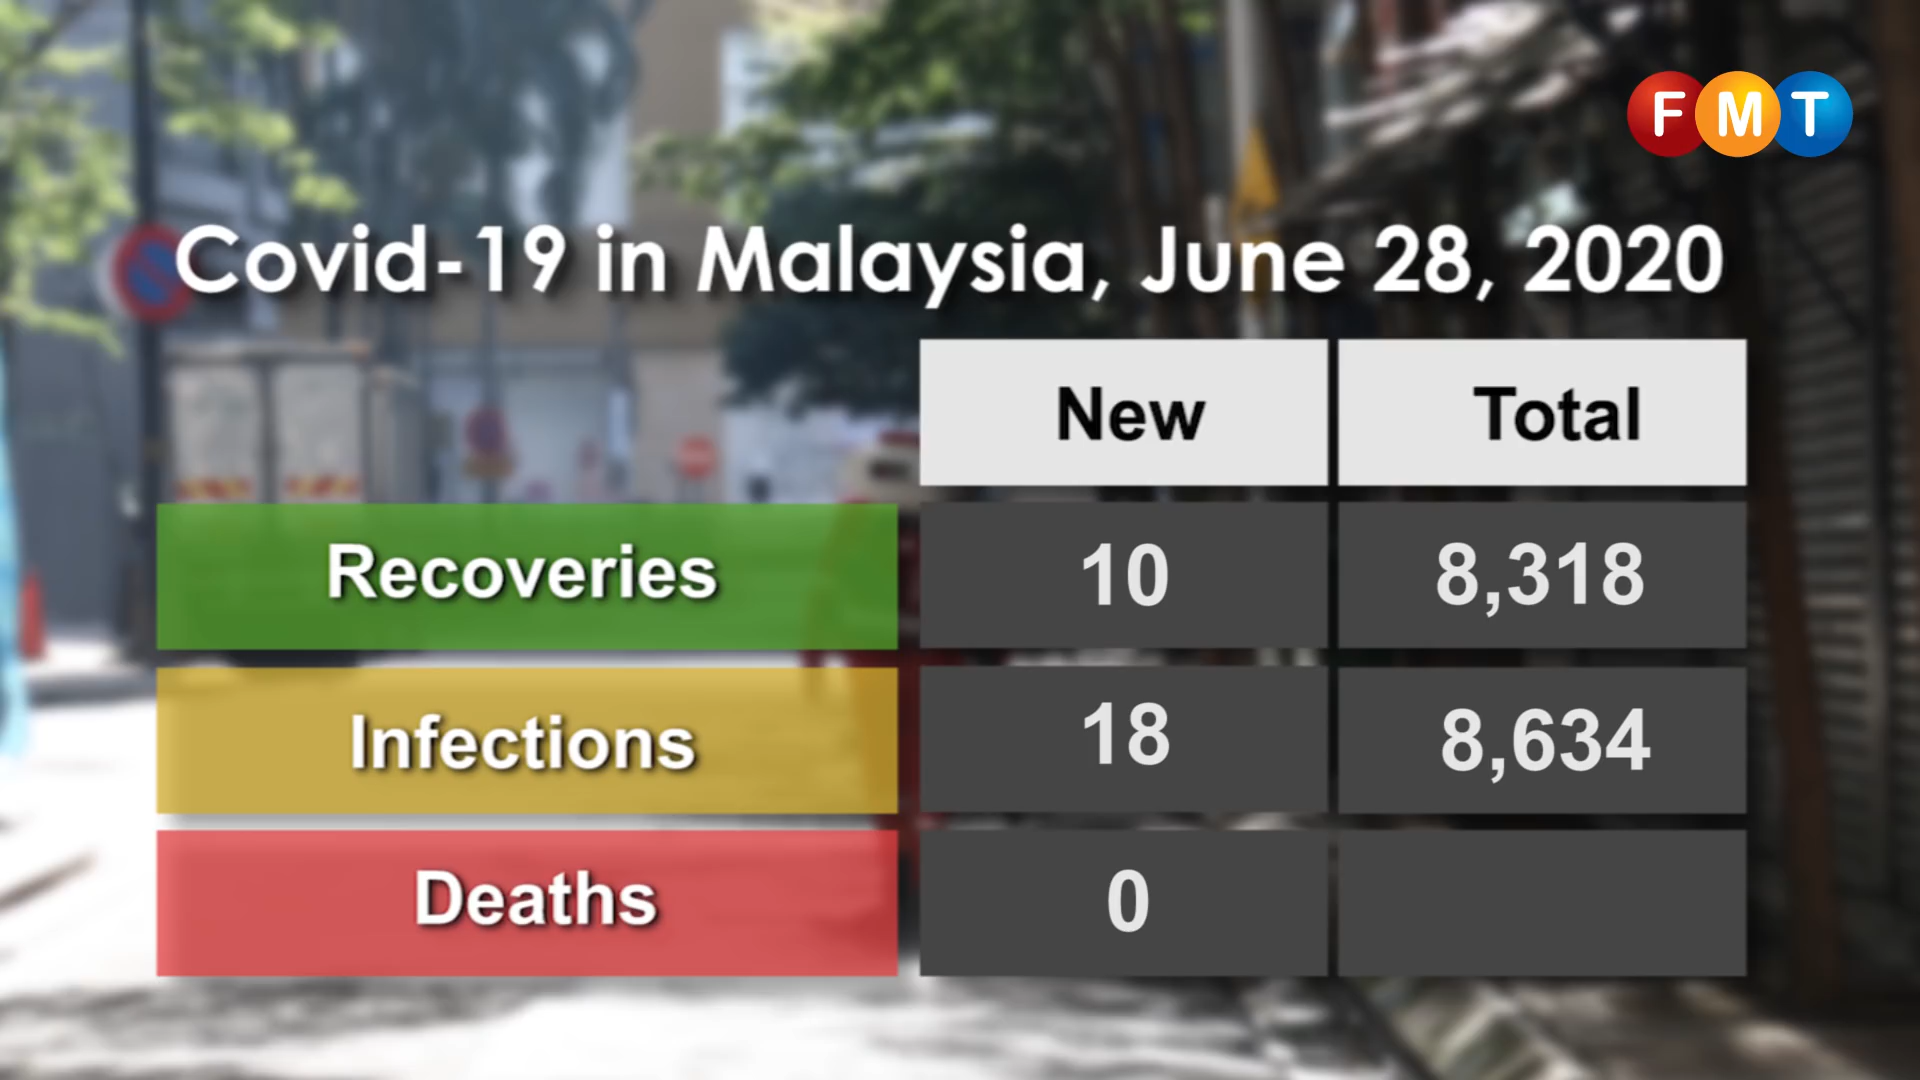 FMT
Covid-19 in Malaysia, June 28, 2020
New Total
Recoveries 10 8,318
Infections 18 8,634
Deaths 0